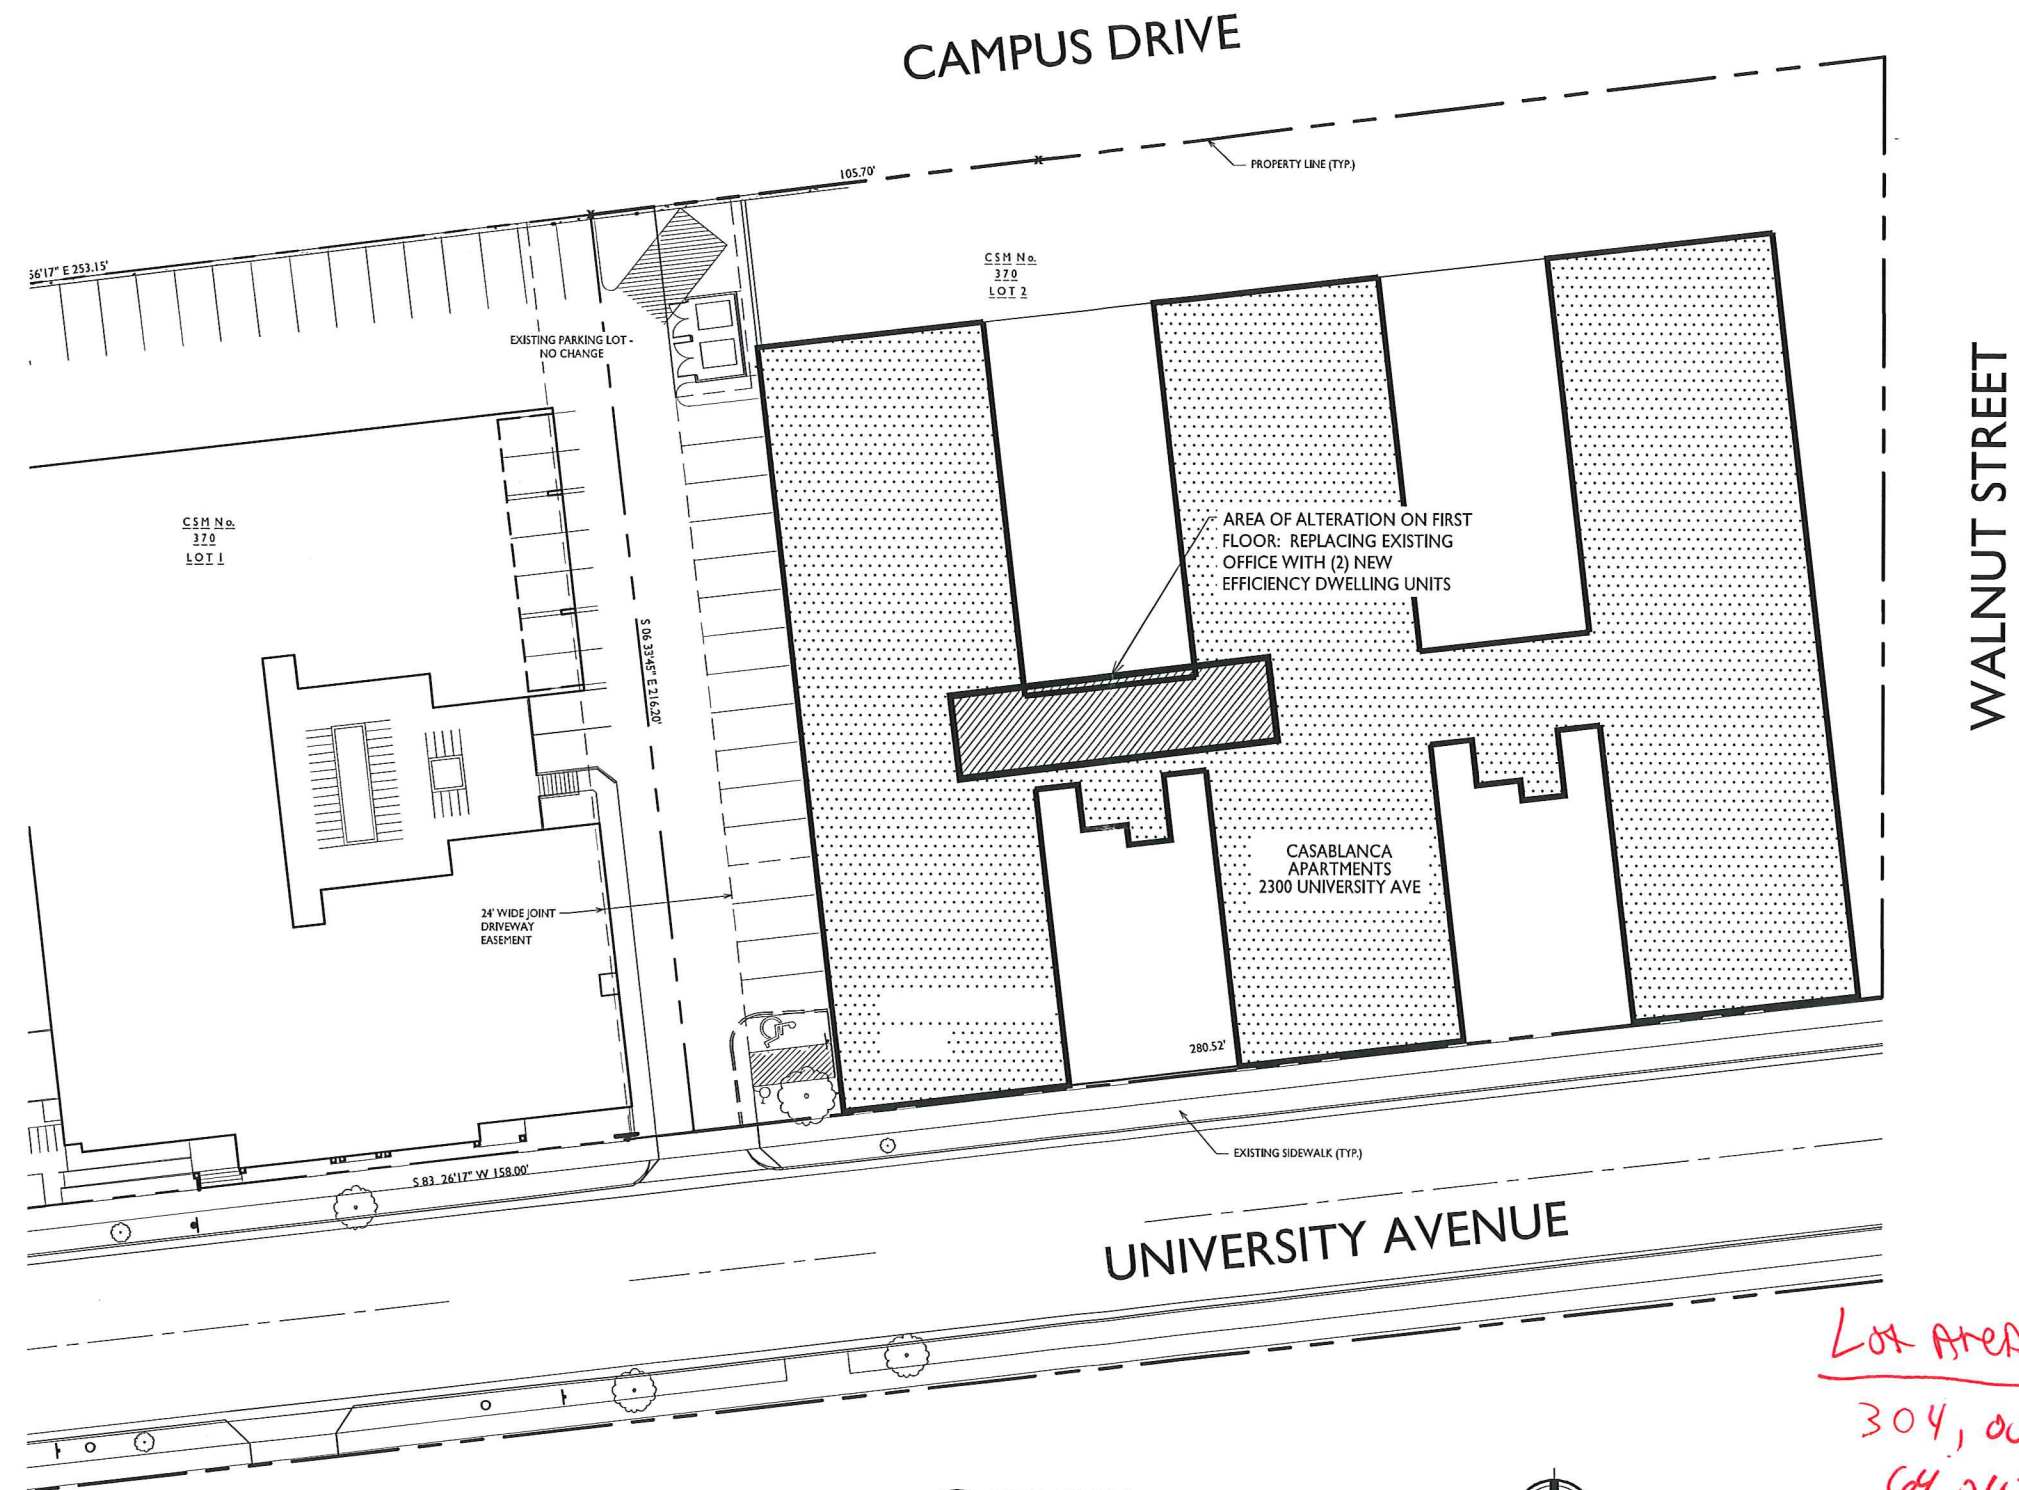 CAMPUS DRIVE
105.70'
PROPERTY LINE (TYP.)
56'17" E 253.15'
CSM No.
370
LOT 2
EXISTING PARKING LOT -
NO CHANGE
WALNUT STREET
CSM No.
370
LOT 1
AREA OF ALTERATION ON FIRST
FLOOR: REPLACING EXISTING
OFFICE WITH (2) NEW
EFFICIENCY DWELLING UNITS
S 06 33'45" E 216.20'
CASABLANCA
APARTMENTS
2300 UNIVERSITY AVE
24' WIDE JOINT
DRIVEWAY
EASEMENT
280.52'
EXISTING SIDEWALK (TYP.)
S 83 26'17" W 158.00'
UNIVERSITY AVENUE
Lot Area
304,